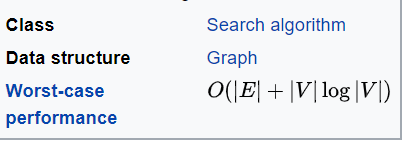 Class Search algorithm
Data structure Graph
Worst-case O(|E| + |V| log |V|)
performance